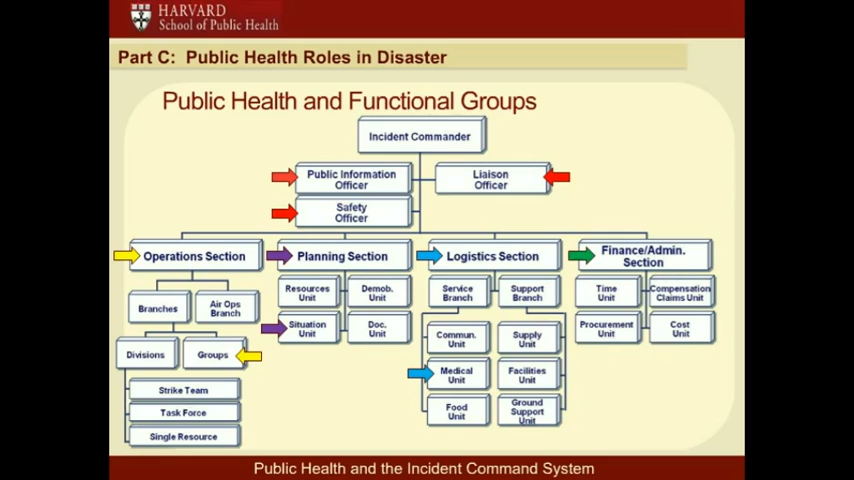 HARVARD
School of Public Health
Part C: Public Health Roles in Disaster
Public Health and Functional Groups
Incident Commander
Public Information
Officer
Liaison
Officer
Safety
Officer
Operations Section
Planning Section
Logistics Section
Finance/Admin.
Section
Branches
Air Ops
Branch
Divisions
Groups
Strike Team
Task Force
Single Resource
Resources
Unit
Demob.
Unit
Situation
Unit
Doc.
Unit
Service
Branch
Support
Branch
Commun.
Unit
Supply
Unit
Medical
Unit
Facilities
Unit
Food
Unit
Ground
Support
Unit
Time
Unit
Compensation
Claims Unit
Procurement
Unit
Cost
Unit
Public Health and the Incident Command System